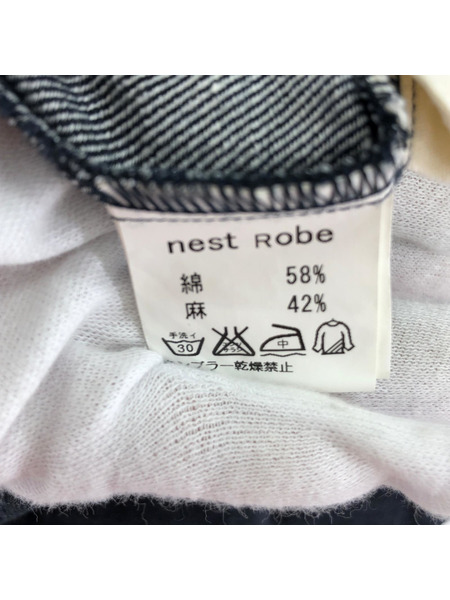 nest Robe
綿 58%
麻 42%
手洗イ
30
中
ンブラー乾燥禁止